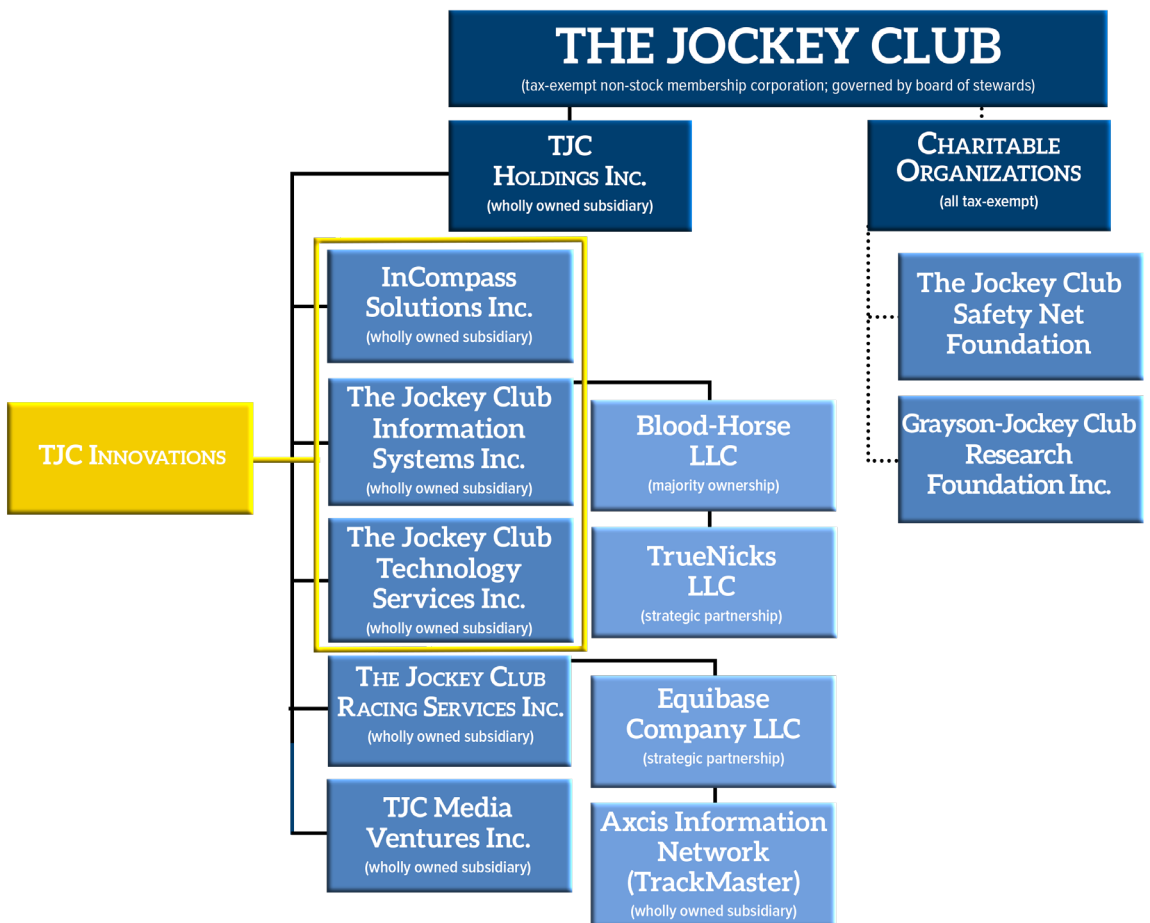 THE JOCKEY CLUB
(tax-exempt non-stock membership corporation; governed by board of stewards)
TJC
HOLDINGS INC.
(wholly owned subsidiary)
CHARITABLE
ORGANIZATIONS
(all tax-exempt)
InCompass
Solutions Inc.
(wholly owned subsidiary)
The Jockey Club
Information
Systems Inc.
(wholly owned subsidiary)
The Jockey Club
Technology
Services Inc.
(wholly owned subsidiary)
THE JOCKEY CLUB
RACING SERVICES INC.
(wholly owned subsidiary)
TJC Media
Ventures Inc.
(wholly owned subsidiary)
TJC INNOVATIONS
Blood-Horse
LLC
(majority ownership)
TrueNicks
LLC
(strategic partnership)
Equibase
Company LLC
(strategic partnership)
Axcis Information
Network
(TrackMaster)
(wholly owned subsidiary)
The Jockey Club
Safety Net
Foundation
Grayson-Jockey Club
Research
Foundation Inc.